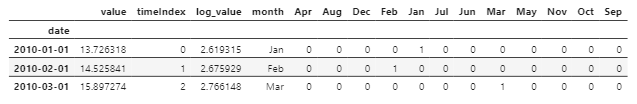 value timeIndex log_value month Apr Aug Dec Feb Jan Jul Jun Mar May Nov Oct Sep
date
2010-01-01 13.726318 0 2.619315 Jan 0 0 0 0 1 0 0 0 0 0 0 0
2010-02-01 14.525841 1 2.675929 Feb 0 0 0 1 0 0 0 0 0 0 0 0
2010-03-01 15.897274 2 2.766148 Mar 0 0 0 0 0 0 0 1 0 0 0 0